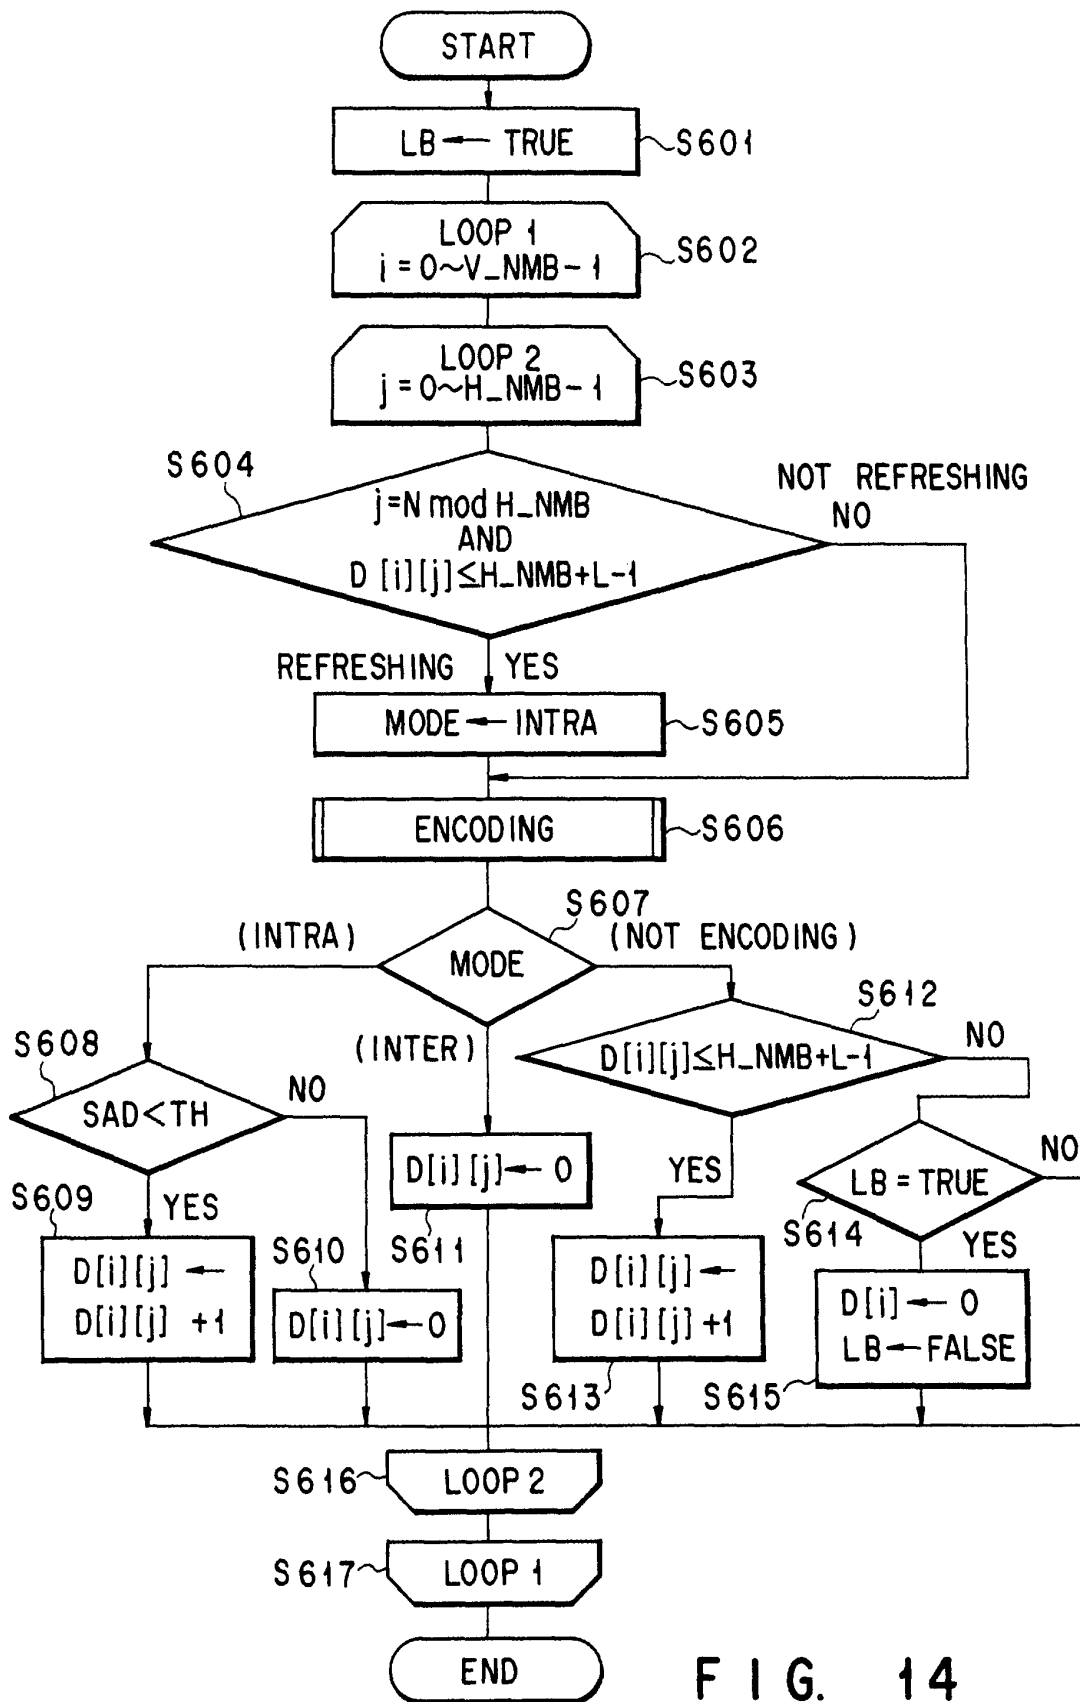 START
LB ← TRUE
S601
LOOP 1
i = 0~V_NMB-1
S602
LOOP 2
j = 0~H_NMB-1
S603
S604
j=N mod H_NMB
AND
D [i][j]≤H_NMB+L-1
NOT REFRESHING
NO
REFRESHING
YES
MODE ← INTRA
S605
ENCODING
S606
S607
(INTRA)
MODE
(NOT ENCODING)
(INTER)
S608
SAD<TH
NO
S612
D[i][j]≤H_NMB+L-1
NO
YES
S609
D[i][j] ←
D[i][j] +1
S610
D[i][j]←0
D[i][j]← 0
S611
YES
D[i][j] ←
D[i][j]+1
S613
LB = TRUE
NO
S614
YES
D[i] ← 0
LB←FALSE
S615
S616
LOOP 2
S617
LOOP 1
END
FIG. 14